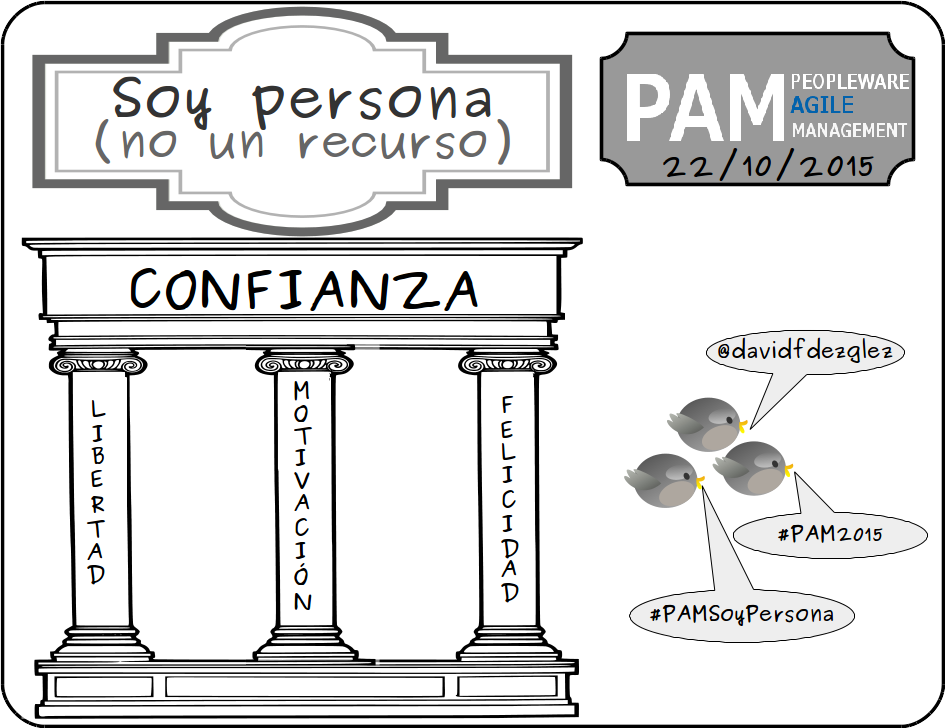 Soy persona
(no un recurso)
PAM PEOPLEWARE
AGILE
MANAGEMENT
22/10/2015
CONFIANZA
LIBERTAD
MOTIVACIÓN
FELICIDAD
@davidfdezglez
#PAM2015
#PAMSoyPersona